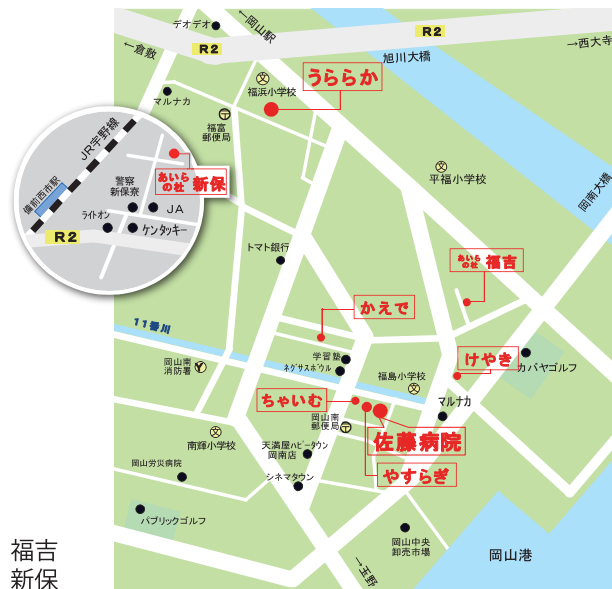 デオデオ
←岡山駅
R2
→西大寺
←倉敷
R2
旭川大橋
福浜小学校
うららか
マルナカ
福富
郵便局
JR宇野線
備前西市駅
警察
新保寮
あいら
の杜 新保
JA
ライトオン
ケンタッキー
R2
平福小学校
岡南大橋
トマト銀行
あいら
の杜 福吉
かえで
11番川
学習塾
ネグサスボウル
岡山南
消防署
けやき
カバヤゴルフ
福島小学校
ちゃいむ
マルナカ
岡山南
郵便局
佐藤病院
南輝小学校
天満屋ハピータウン
岡南店
やすらぎ
岡山労災病院
シネマタウン
パブリックゴルフ
岡山中央
卸売市場
岡山港
→玉野
福吉
新保